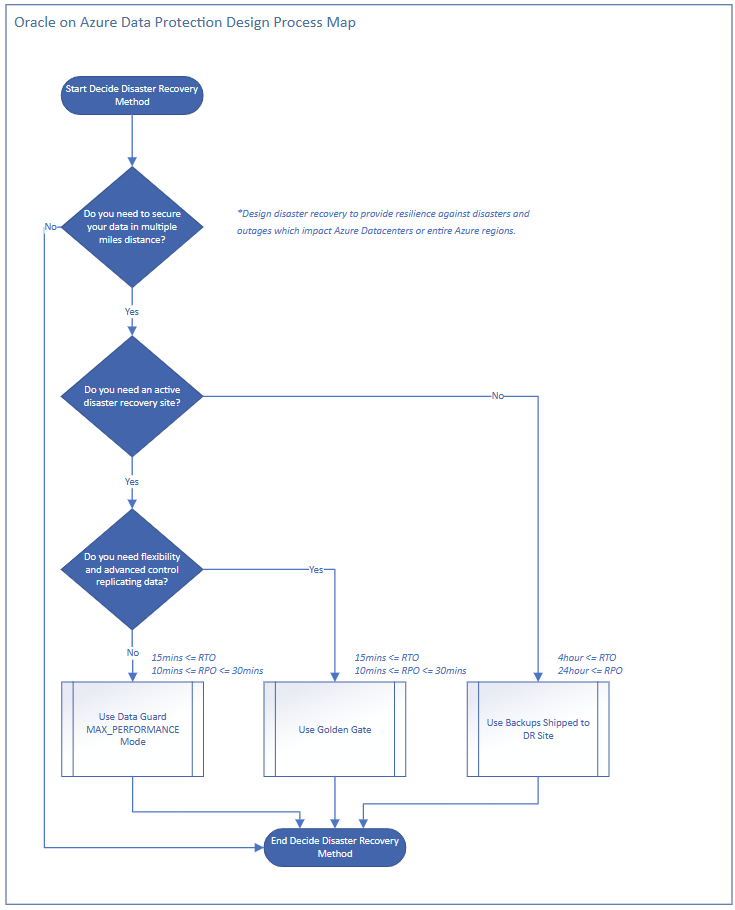 Oracle on Azure Data Protection Design Process Map
Start Decide Disaster Recovery
Method
Do you need to secure
your data in multiple
miles distance?
No
*Design disaster recovery to provide resilience against disasters and
outages which impact Azure Datacenters or entire Azure regions.
Yes
Do you need an active
disaster recovery site?
No
Yes
Do you need flexibility
and advanced control
replicating data?
Yes
No
15mins <= RTO
10mins <= RPO <= 30mins
15mins <= RTO
10mins <= RPO <= 30mins
4hour <= RTO
24hour <= RPO
Use Data Guard
MAX_PERFORMANCE
Mode
Use Golden Gate
Use Backups Shipped to
DR Site
End Decide Disaster Recovery
Method